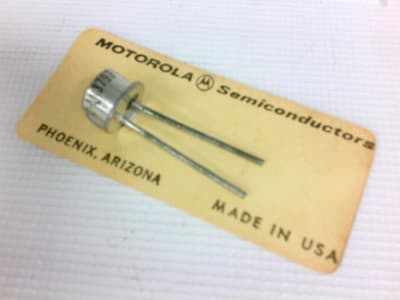 MOTOROLA Semiconductors
PHOENIX, ARIZONA
MADE IN USA